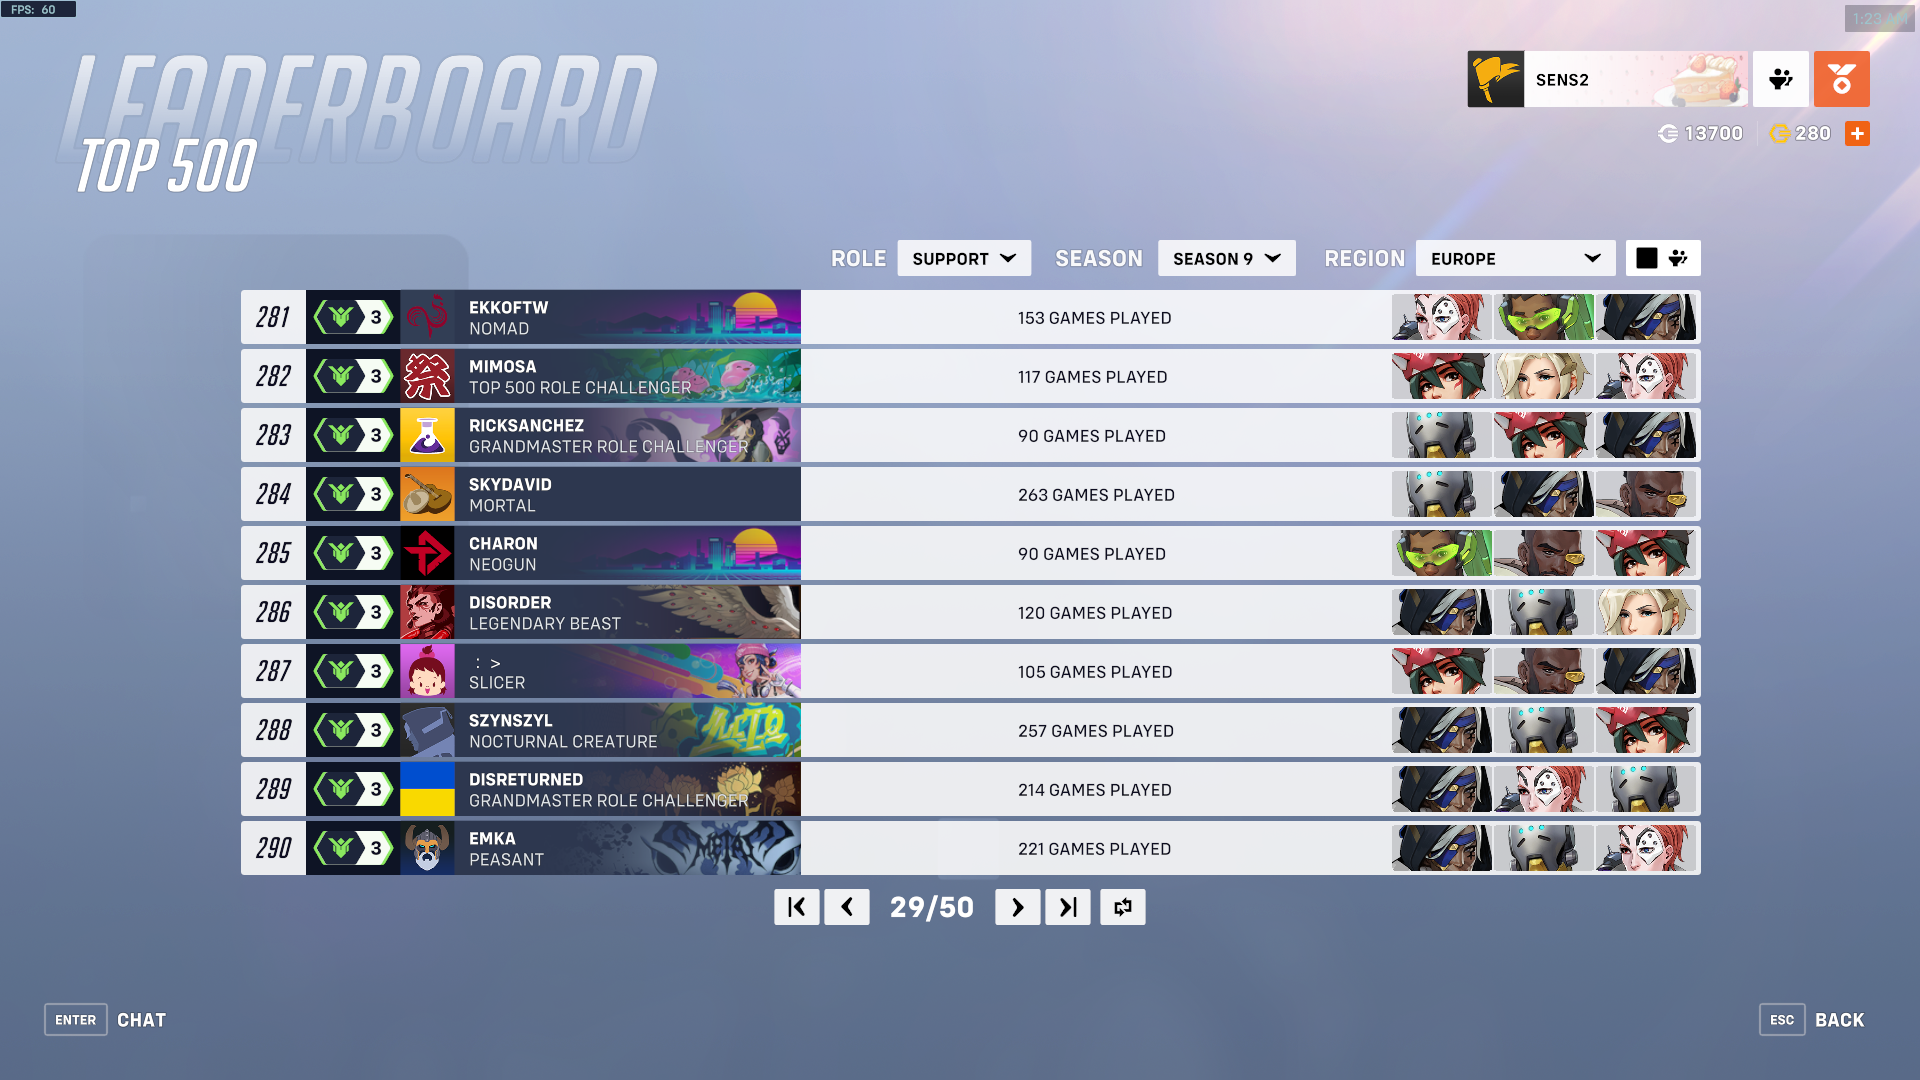 FPS: 60
LEADERBOARD
TOP 500
SENS2
13700
280
ROLE SUPPORT SEASON SEASON 9 REGION EUROPE
281 3 EKKOFTW
NOMAD
153 GAMES PLAYED
282 3 MIMOSA
祭
TOP 500 ROLE CHALLENGER
117 GAMES PLAYED
283 3 RICKSANCHEZ
GRANDMASTER ROLE CHALLENGER
90 GAMES PLAYED
284 3 SKYDAVID
MORTAL
263 GAMES PLAYED
285 3 CHARON
NEOGUN
90 GAMES PLAYED
286 3 DISORDER
LEGENDARY BEAST
120 GAMES PLAYED
287 3 : >
SLICER
105 GAMES PLAYED
288 3 SZYNSZYL
NOCTURNAL CREATURE
257 GAMES PLAYED
289 3 DISRETURNED
GRANDMASTER ROLE CHALLENGER
214 GAMES PLAYED
290 3 EMKA
PEASANT
221 GAMES PLAYED
29/50
ENTER CHAT
ESC BACK